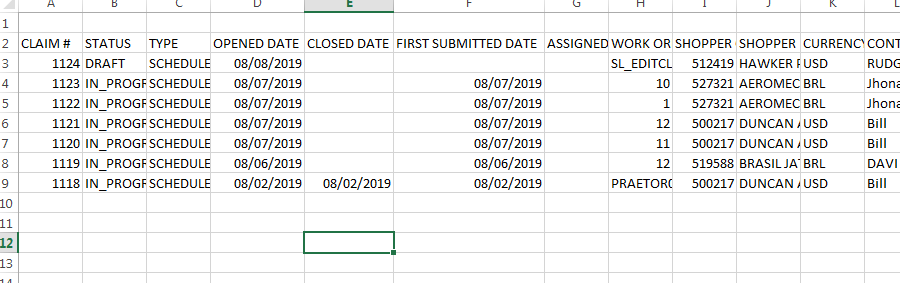 A B C D E F G H I J K L
1
2 CLAIM # STATUS TYPE OPENED DATE CLOSED DATE FIRST SUBMITTED DATE ASSIGNED WORK OR SHOPPER SHOPPER CURRENCY CONT
3 1124 DRAFT SCHEDULE 08/08/2019 SL_EDITCL 512419 HAWKER USD RUDG
4 1123 IN_PROGF SCHEDULE 08/07/2019 08/07/2019 10 527321 AEROMEC BRL Jhona
5 1122 IN_PROGF SCHEDULE 08/07/2019 08/07/2019 1 527321 AEROMEC BRL Jhona
6 1121 IN_PROGF SCHEDULE 08/07/2019 08/07/2019 12 500217 DUNCAN USD Bill
7 1120 IN_PROGF SCHEDULE 08/07/2019 08/07/2019 11 500217 DUNCAN USD Bill
8 1119 IN_PROGF SCHEDULE 08/06/2019 08/06/2019 12 519588 BRASIL JA BRL DAVI
9 1118 IN_PROGF SCHEDULE 08/02/2019 08/02/2019 08/02/2019 PRAETOR 500217 DUNCAN USD Bill
10
11
12
13
14